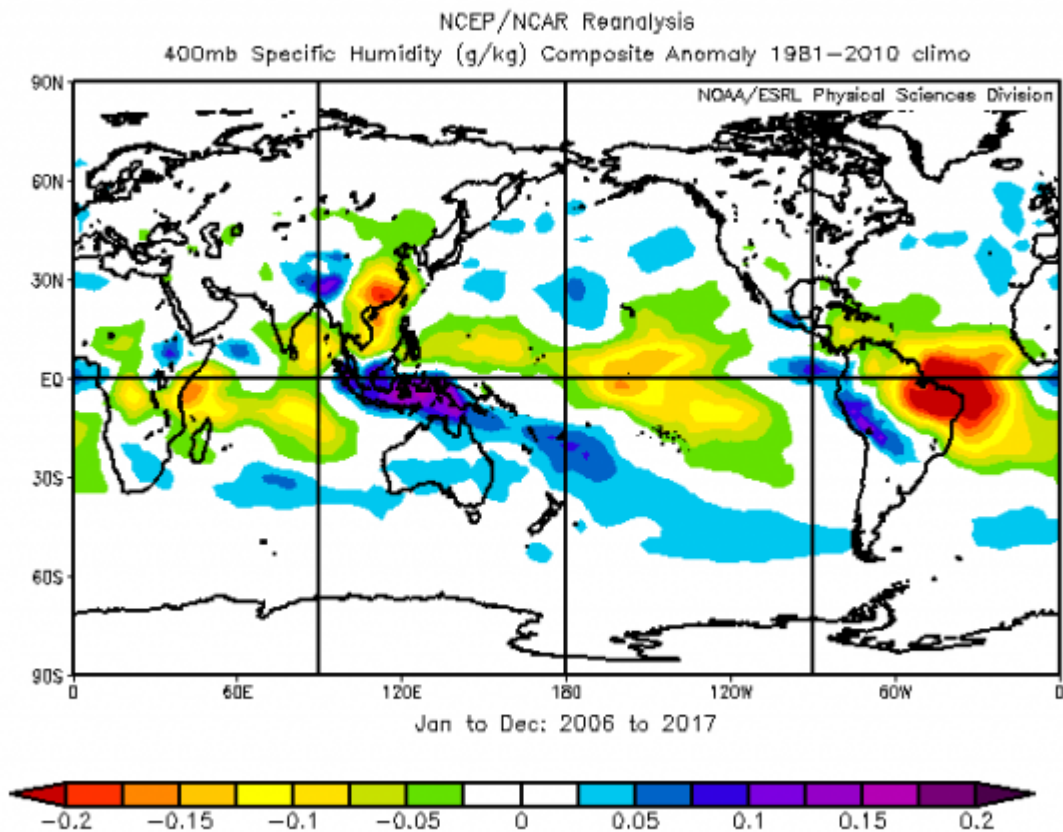 NCEP/NCAR Reanalysis
400mb Specific Humidity (g/kg) Composite Anomaly 1981-2010 climo
NOAA/ESRL Physical Sciences Division
90N
60N
30N
EQ
30S
60S
90S
0 60E 120E 180 120W 60W 0
Jan to Dec: 2006 to 2017
-0.2 -0.15 -0.1 -0.05 0 0.05 0.1 0.15 0.2